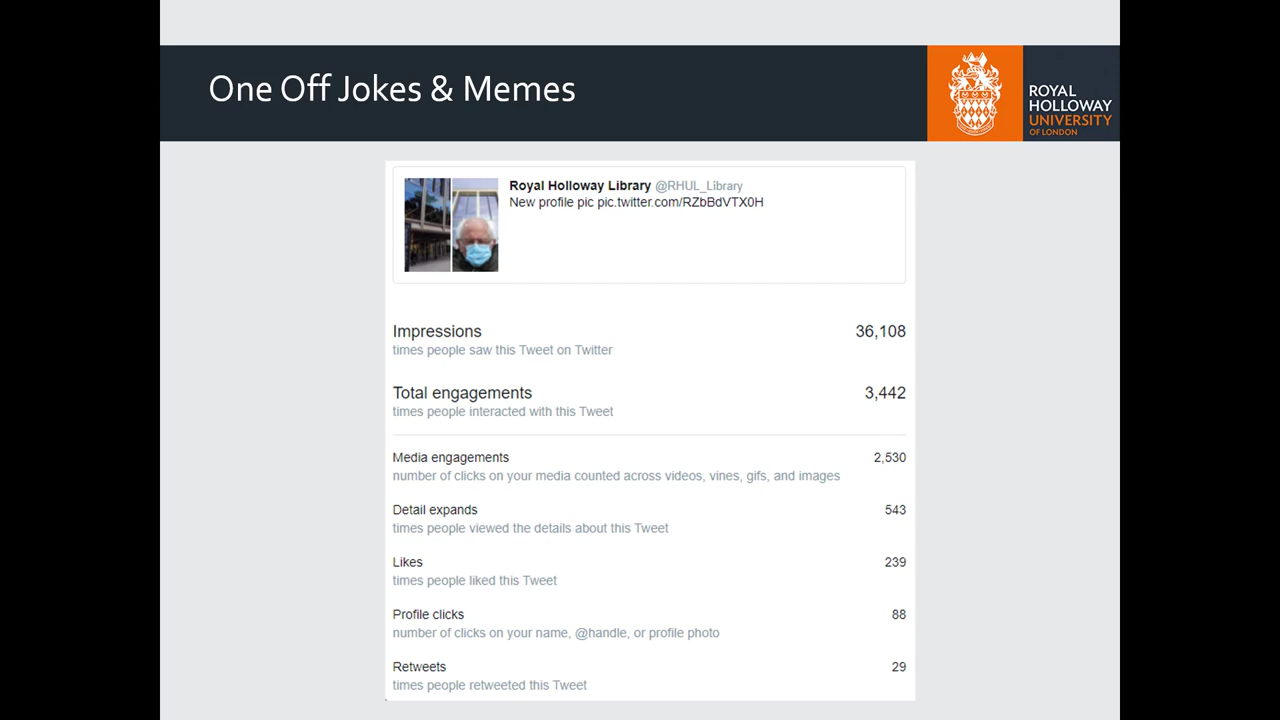 One Off Jokes & Memes
ROYAL
HOLLOWAY
UNIVERSITY
OF LONDON
Royal Holloway Library @RHUL_Library
New profile pic pic.twitter.com/RZbBdVTX0H
Impressions 36,108
times people saw this Tweet on Twitter
Total engagements 3,442
times people interacted with this Tweet
Media engagements 2,530
number of clicks on your media counted across videos, vines, gifs, and images
Detail expands 543
times people viewed the details about this Tweet
Likes 239
times people liked this Tweet
Profile clicks 88
number of clicks on your name, @handle, or profile photo
Retweets 29
times people retweeted this Tweet